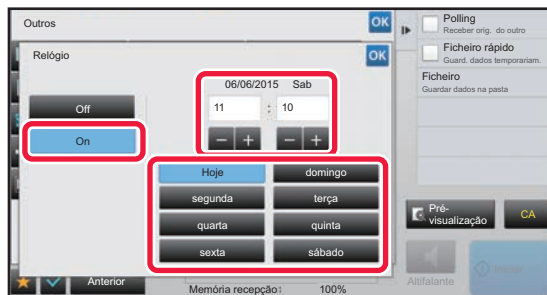 Outros
OK
Relógio
OK
06/06/2015 Sab
11 : 10
Off
On
Hoje domingo
segunda terça
quarta quinta
sexta sábado
Anterior
Memória recepção: 100%
Polling
Receber orig. do outro
Ficheiro rápido
Guard. dados temporariam.
Ficheiro
Guardar dados na pasta
Pré-
visualização
CA
Altifalante
Iniciar